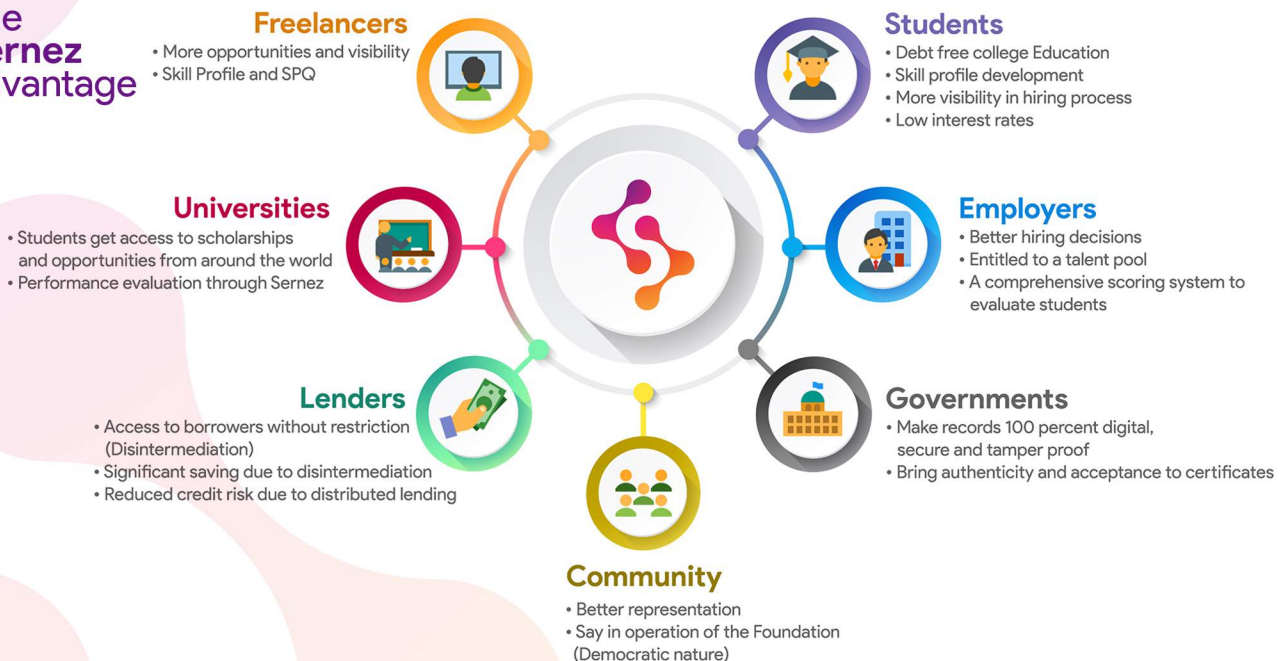 vantage
Freelancers
• More opportunities and visibility
• Skill Profile and SPQ
Students
• Debt free college Education
• Skill profile development
• More visibility in hiring process
• Low interest rates
Universities
• Students get access to scholarships
and opportunities from around the world
• Performance evaluation through Sernez
Employers
• Better hiring decisions
• Entitled to a talent pool
• A comprehensive scoring system to
evaluate students
Lenders
• Access to borrowers without restriction
(Disintermediation)
• Significant saving due to disintermediation
• Reduced credit risk due to distributed lending
Governments
• Make records 100 percent digital,
secure and tamper proof
• Bring authenticity and acceptance to certificates
Community
• Better representation
• Say in operation of the Foundation
(Democratic nature)